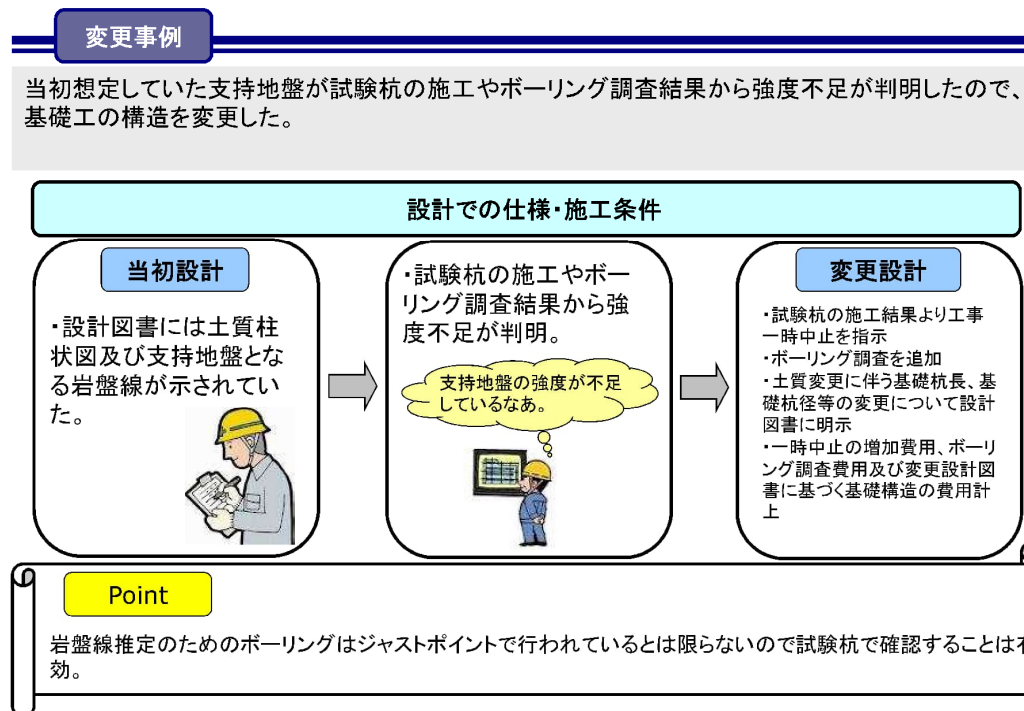 変更事例
当初想定していた支持地盤が試験杭の施工やボーリング調査結果から強度不足が判明したので、
基礎工の構造を変更した。
設計での仕様・施工条件
当初設計
・設計図書には土質柱
状図及び支持地盤とな
る岩盤線が示されてい
た。
・試験杭の施工やボー
リング調査結果から強
度不足が判明。
支持地盤の強度が不足
しているなあ。
変更設計
・試験杭の施工結果より工事
一時中止を指示
・ボーリング調査を追加
・土質変更に伴う基礎杭長、基
礎杭径等の変更について設計
図書に明示
・一時中止の増加費用、ボーリ
ング調査費用及び変更設計図
書に基づく基礎構造の費用計
上
Point
岩盤線推定のためのボーリングはジャストポイントで行われているとは限らないので試験杭で確認することは有
効。